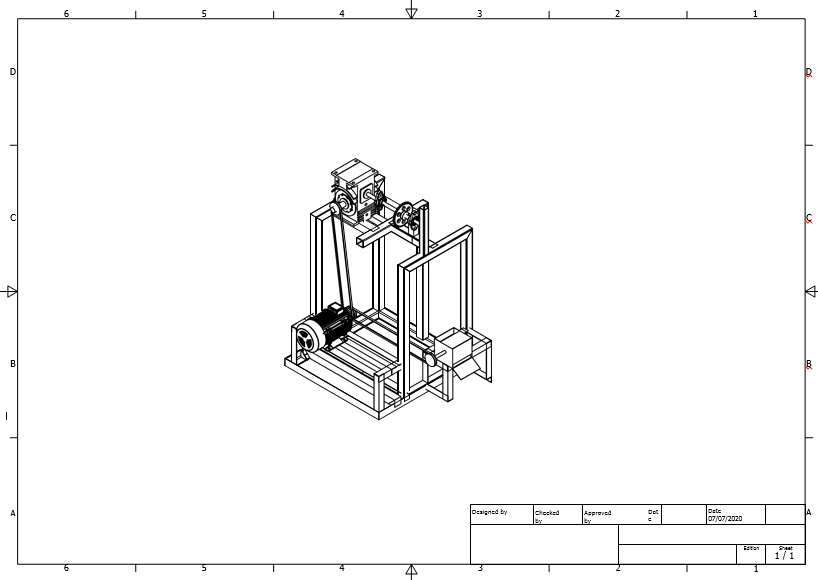 6 5 4 3 2 1
D D
C C
B B
I
A A
Designed by Checked by Approved by Date Date
07/07/2020
Edition Sheet
1 / 1
6 5 4 3 2 1